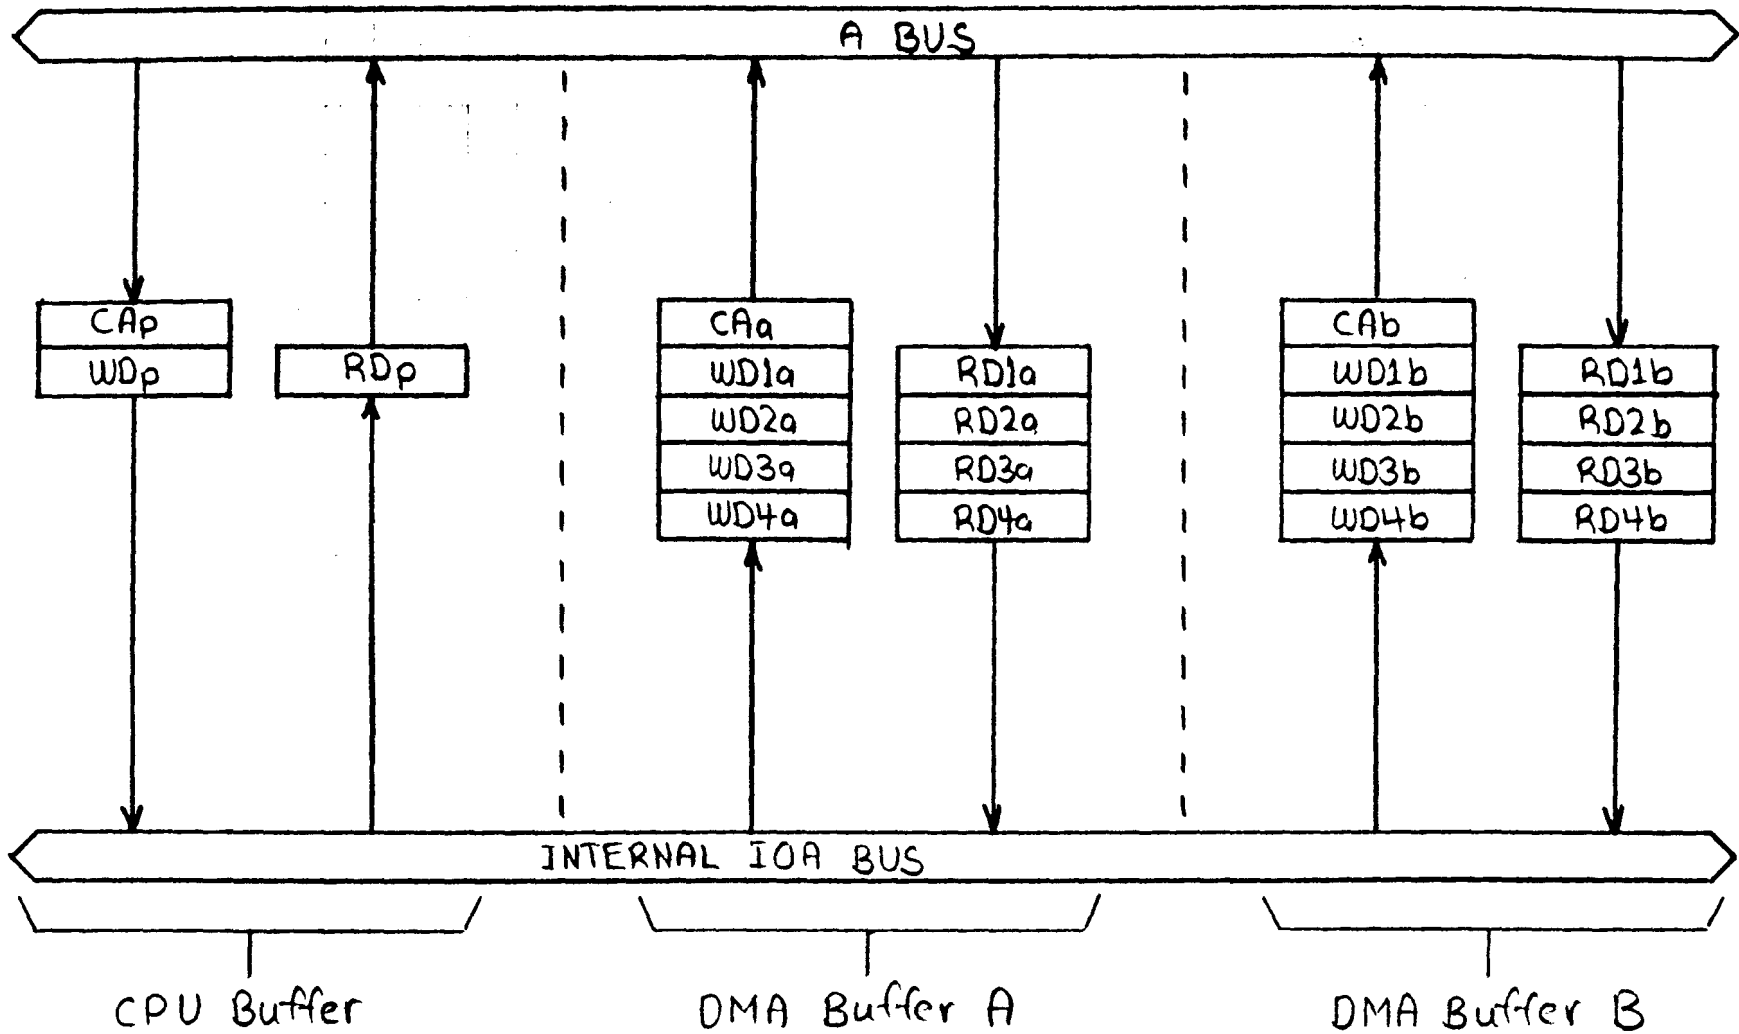 A BUS
CAp
WDp
RDp
CAa
WD1a
WD2a
WD3a
WD4a
RD1a
RD2a
RD3a
RD4a
CAb
WD1b
WD2b
WD3b
WD4b
RD1b
RD2b
RD3b
RD4b
INTERNAL IOA BUS
CPU Buffer
DMA Buffer A
DMA Buffer B